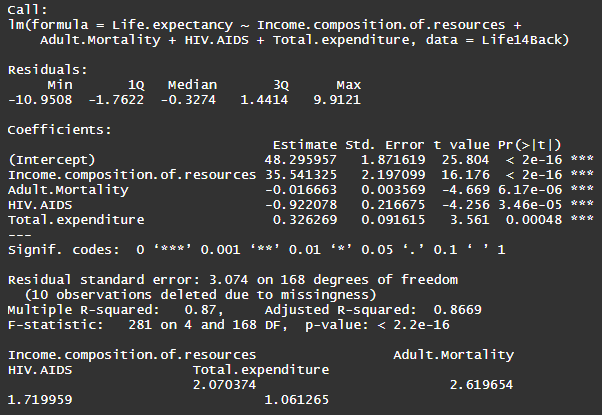 Call:
lm(formula = Life.expectancy ~ Income.composition.of.resources +
    Adult.Mortality + HIV.AIDS + Total.expenditure, data = Life14Back)

Residuals:
     Min       1Q   Median       3Q      Max
-10.9508  -1.7622  -0.3274   1.4414   9.9121

Coefficients:
                                 Estimate Std. Error t value Pr(>|t|)
(Intercept)                     48.295957   1.871619  25.804  < 2e-16 ***
Income.composition.of.resources 35.541325   2.197099  16.176  < 2e-16 ***
Adult.Mortality                 -0.016663   0.003569  -4.669 6.17e-06 ***
HIV.AIDS                        -0.922078   0.216675  -4.256 3.46e-05 ***
Total.expenditure                0.326269   0.091615   3.561  0.00048 ***
---
Signif. codes:  0 ‘***’ 0.001 ‘**’ 0.01 ‘*’ 0.05 ‘.’ 0.1 ‘ ’ 1

Residual standard error: 3.074 on 168 degrees of freedom
  (10 observations deleted due to missingness)
Multiple R-squared:   0.87,	Adjusted R-squared:  0.8669
F-statistic:   281 on 4 and 168 DF,  p-value: < 2.2e-16

Income.composition.of.resources                 Adult.Mortality
HIV.AIDS               Total.expenditure
                       2.070374                        2.619654
1.719959                        1.061265